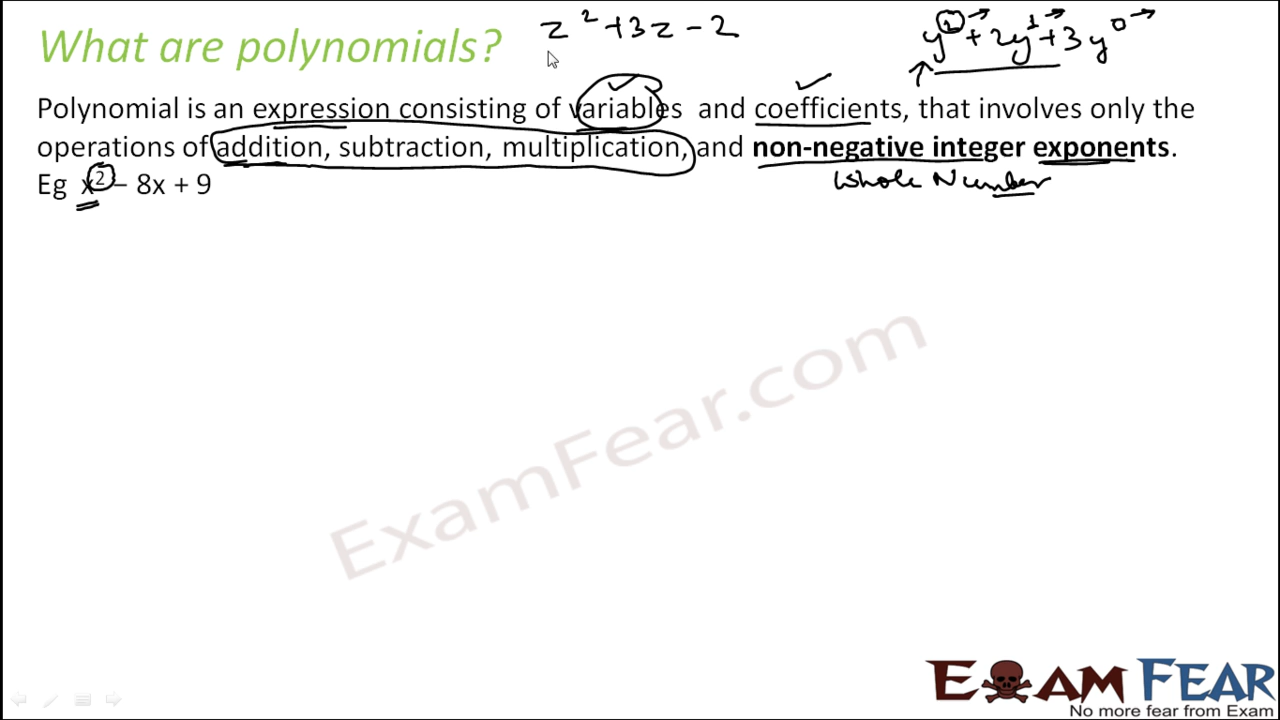 What are polynomials?
z² + 3z - 2
y² + 2y¹ + 3y⁰
Polynomial is an expression consisting of variables and coefficients, that involves only the
operations of addition, subtraction, multiplication, and non-negative integer exponents.
Whole Number
Eg x² – 8x + 9
ExamFear.com
EXAM FEAR
No more fear from Exam